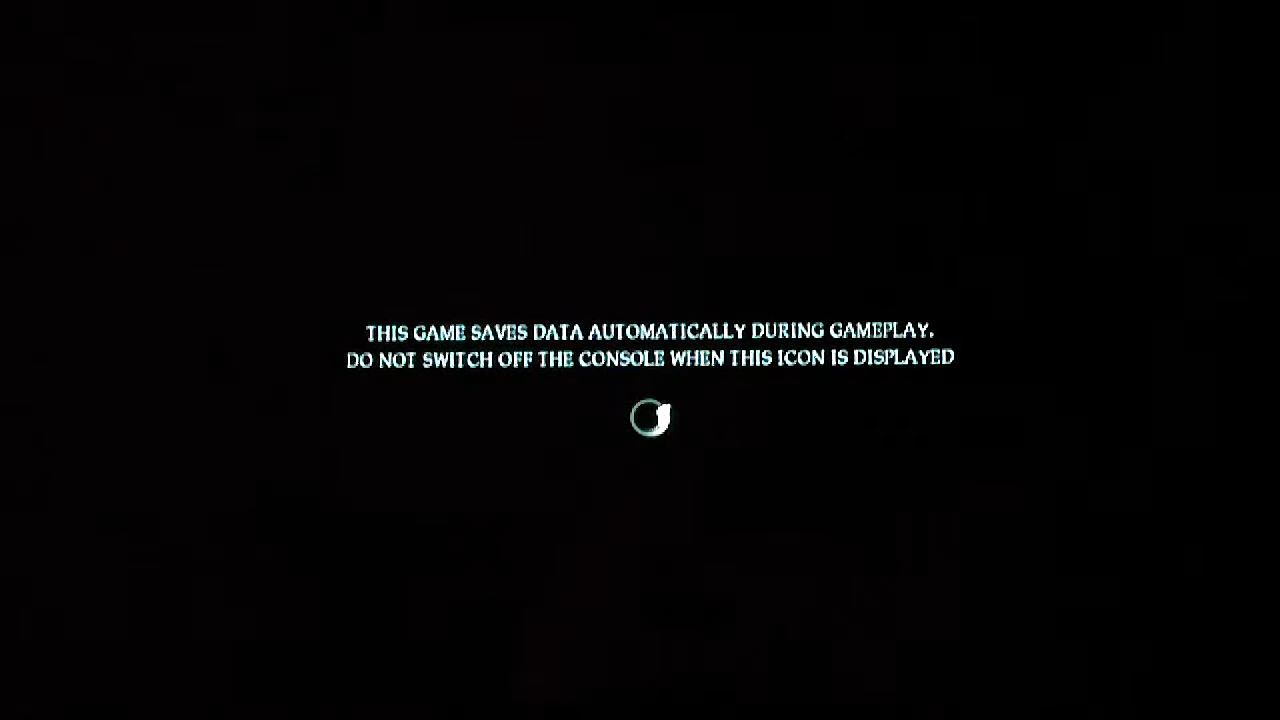 THIS GAME SAVES DATA AUTOMATICALLY DURING GAMEPLAY.
DO NOT SWITCH OFF THE CONSOLE WHEN THIS ICON IS DISPLAYED